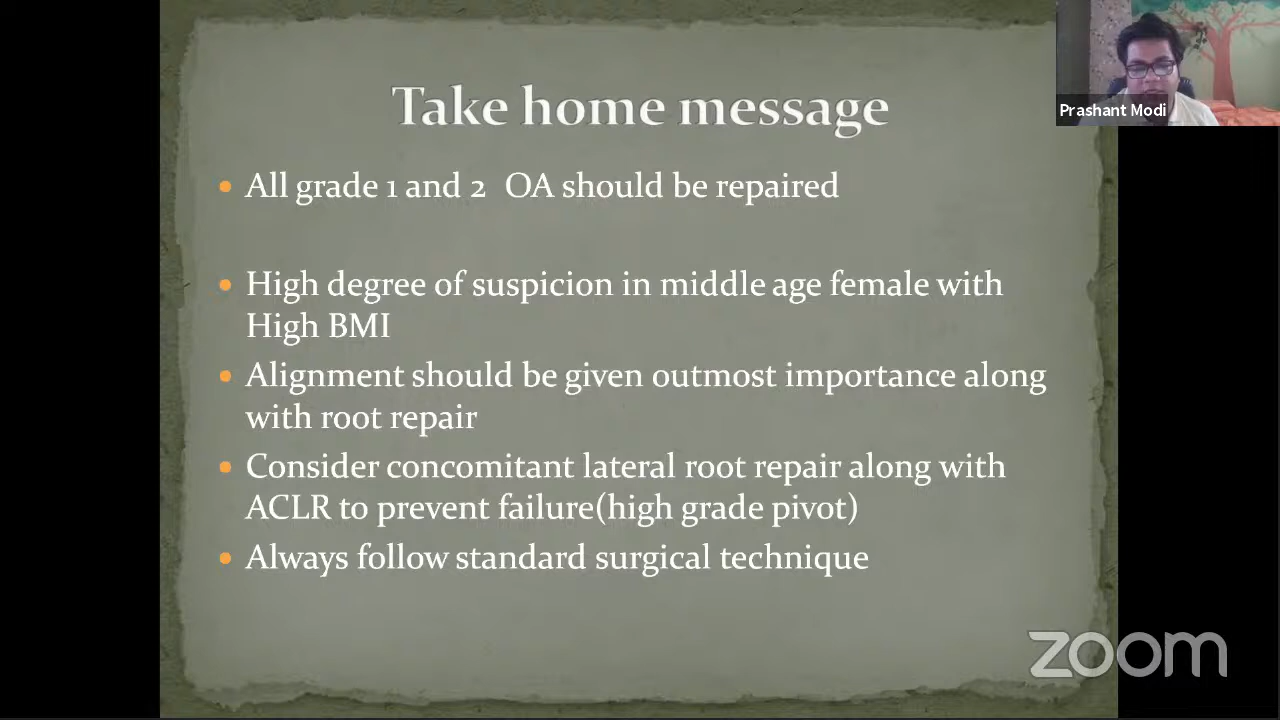 Take home message
Prashant Modi
All grade 1 and 2 OA should be repaired
High degree of suspicion in middle age female with
High BMI
Alignment should be given outmost importance along
with root repair
Consider concomitant lateral root repair along with
ACLR to prevent failure(high grade pivot)
Always follow standard surgical technique
zoom